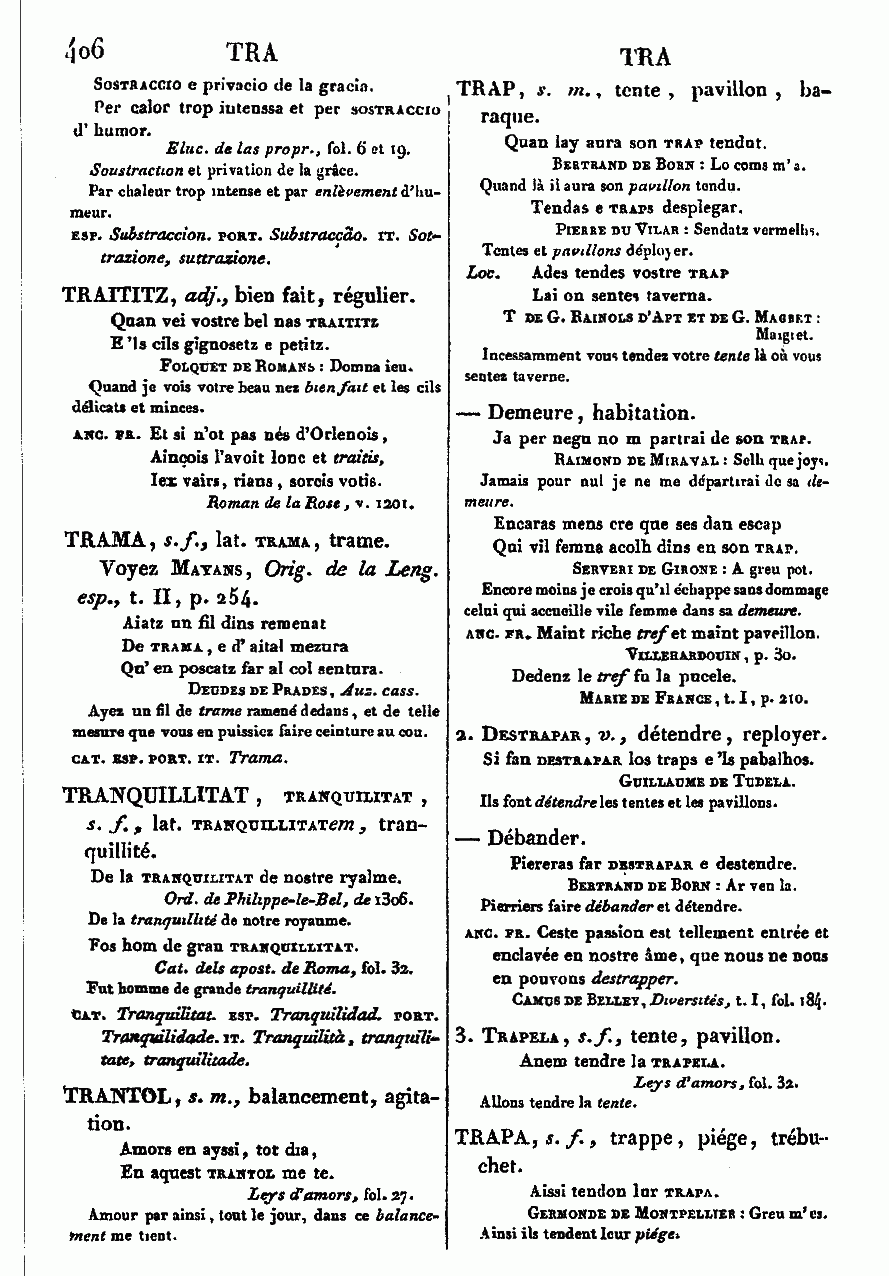 406 TRA
Sostraccio e privacio de la gracia.
Per calor trop intenssa et per sostraccio
d' humor.
Eluc. de las propr., fol. 6 et 19.
Soustraction et privation de la grâce.
Par chaleur trop intense et par enlèvement d'hu-
meur.
ESP. Substraccion. PORT. Substracção. IT. Sot-
trazione, suttrazione.
TRAITITZ, adj., bien fait, régulier.
Quan vei vostre bel nas TRAITITZ
E 'ls cils gignosetz e petitz.
Folquet de Romans : Domna ieu.
Quand je vois votre beau nez bien fait et les cils
délicats et minces.
ANC. FR. Et si n'ot pas nés d'Orlenois,
Ainçois l'avoit lonc et traitis,
Iex vairs, rians, sorcis votis.
Roman de la Rose, v. 1201.
TRAMA, s. f., lat. TRAMA, trame.
Voyez Mayans, Orig. de la Leng.
esp., t. II, p. 254.
Aiatz un fil dins remenat
De TRAMA, e d' aital mezura
Qu' en poscatz far al col sentura.
Deudes de Prades, Auz. cass.
Ayez un fil de trame ramené dedans, et de telle
mesure que vous en puissiez faire ceinture au cou.
CAT. ESP. PORT. IT. Trama.
TRANQUILLITAT, TRANQUILITAT,
s. f., lat. TRANQUILLITATem, tran-
quillité.
De la TRANQUILITAT de nostre ryalme.
Ord. de Philippe-le-Bel, de 1306.
De la tranquillité de notre royaume.
Fos hom de gran TRANQUILLITAT.
Cat. dels apost. de Roma, fol. 32.
Fut homme de grande tranquillité.
CAT. Tranquilitat. ESP. Tranquilidad. PORT.
Tranquilidade. IT. Tranquilità, tranquili-
tate, tranquilitade.
TRANTOL, s. m., balancement, agita-
tion.
Amors en ayssi, tot dia,
En aquest TRANTOL me te.
Leys d'amors, fol. 27.
Amour par ainsi, tout le jour, dans ce balance-
ment me tient.
TRA
TRAP, s. m., tente, pavillon, ba-
raque.
Quan lay aura son TRAP tendut.
Bertrand de Born : Lo coms m'a.
Quand là il aura son pavillon tendu.
Tendas e TRAPS desplegar.
Pierre du Vilar : Sendatz vermelhs.
Tentes et pavillons déployer.
Loc. Ades tendes vostre TRAP
Lai on sentes taverna.
T de G. Rainols d'Apt et de G. Magret :
Maigret.
Incessamment vous tendez votre tente là où vous
sentez taverne.
— Demeure, habitation.
Ja per negu no m partrai de son TRAP.
Raimond de Miraval : Selh que joys.
Jamais pour nul je ne me départirai de sa de-
meure.
Encaras mens cre que ses dan escap
Qui vil femna acolh dins en son TRAP.
Serveri de Girone : A greu pot.
Encore moins je crois qu'il échappe sans dommage
celui qui accueille vile femme dans sa demeure.
ANC. FR. Maint riche tref et maint paveillon.
Villehardouin, p. 30.
Dedenz le tref fu la pucele.
Marie de France, t. I, p. 210.
2. Destrapar, v., détendre, reployer.
Si fan DESTRAPAR los traps e 'ls pabalhos.
Guillaume de Tudela.
Ils font détendre les tentes et les pavillons.
— Débander.
Piereras far DESTRAPAR e destendre.
Bertrand de Born : Ar ven la.
Pierriers faire débander et détendre.
ANC. FR. Ceste passion est tellement entrée et
enclavée en nostre âme, que nous ne nous
en pouvons destrapper.
Camus de Belley, Diversités, t. I, fol. 184.
3. Trapela, s. f., tente, pavillon.
Anem tendre la TRAPELA.
Leys d'amors, fol. 32.
Allons tendre la tente.
TRAPA, s. f., trappe, piége, trébu-
chet.
Aissi tendon lur TRAPA.
Germonde de Montpellier : Greu m'es.
Ainsi ils tendent leur piége.